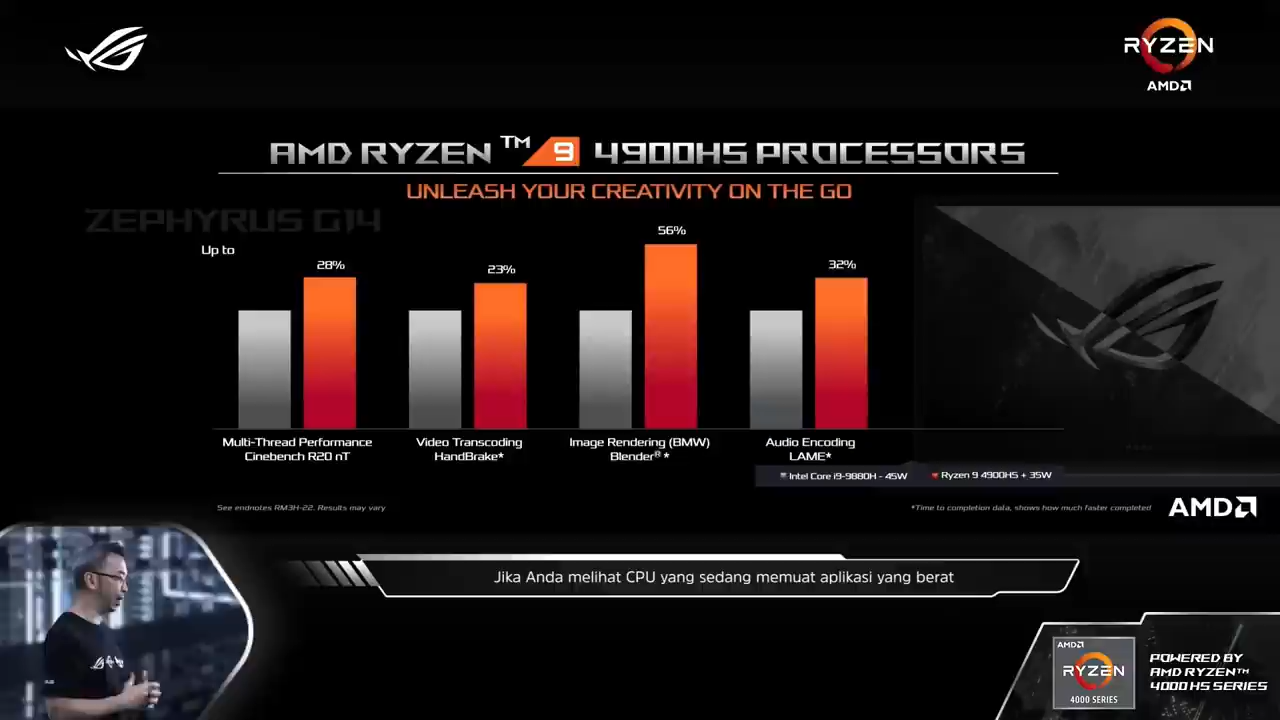 RYZEN
AMD
AMD RYZEN ™ 9 4900HS PROCESSORS
UNLEASH YOUR CREATIVITY ON THE GO
ZEPHYRUS G14
Up to
28%
23%
56%
32%
Multi-Thread Performance
Cinebench R20 nT
Video Transcoding
HandBrake*
Image Rendering (BMW)
Blender® *
Audio Encoding
LAME*
Intel Core i9-9880H - 45W
Ryzen 9 4900HS + 35W
See endnotes RM3H-22. Results may vary
*Time to completion data, shows how much faster completed
AMD
Jika Anda melihat CPU yang sedang memuat aplikasi yang berat
AMD
RYZEN
4000 SERIES
POWERED BY
AMD RYZEN™
4000 HS SERIES